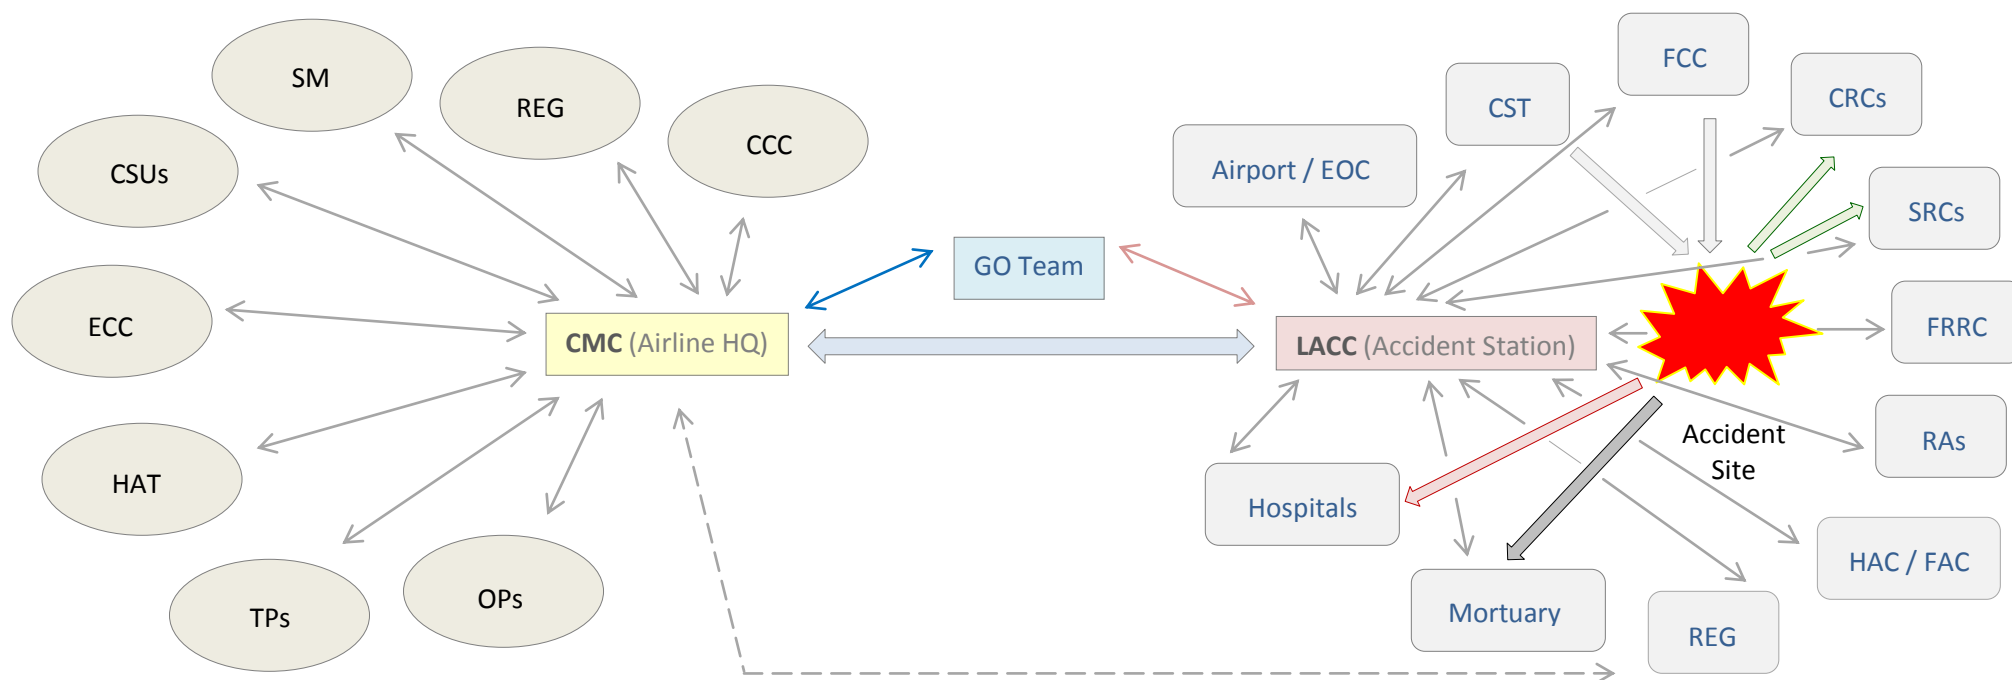 SM
REG
CCC
CSUs
ECC
HAT
TPs
OPs
CMC (Airline HQ)
GO Team
LACC (Accident Station)
Airport / EOC
CST
FCC
CRCs
SRCs
FRRC
RAs
HAC / FAC
REG
Mortuary
Hospitals
Accident
Site